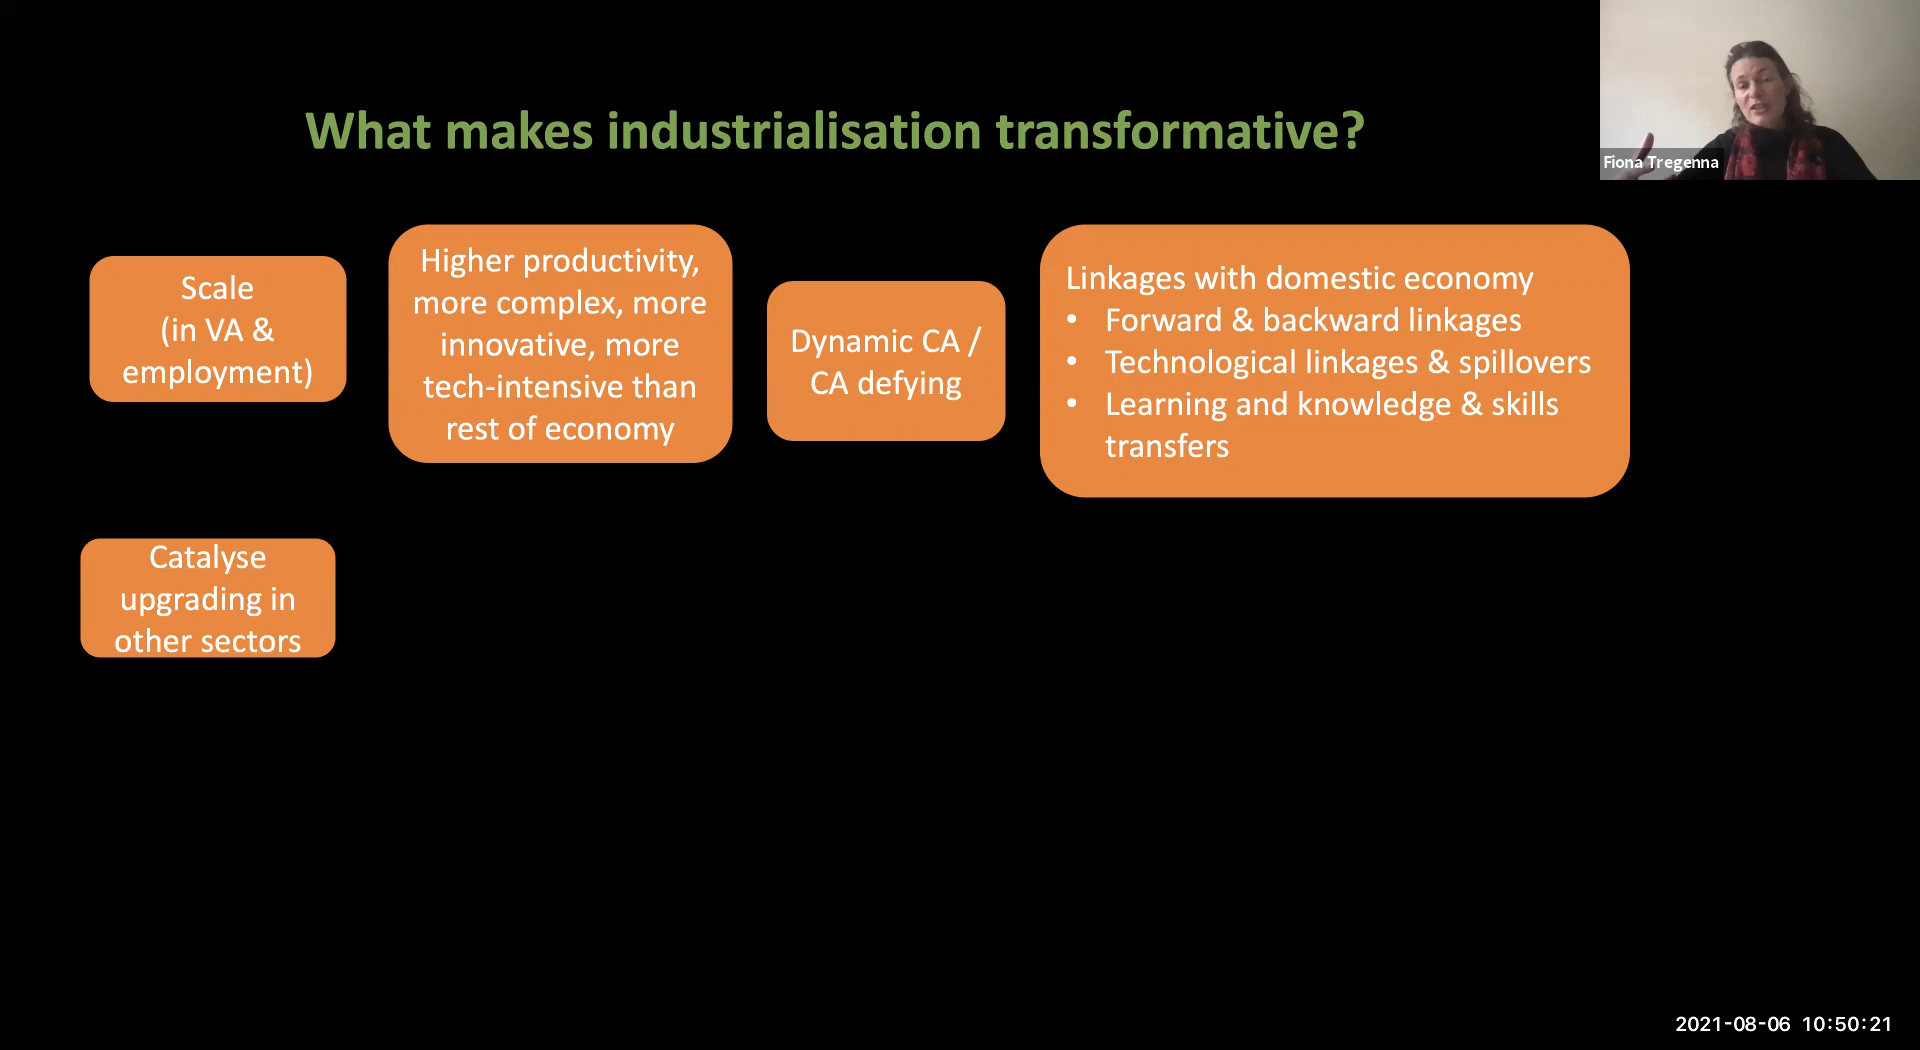 What makes industrialisation transformative?
Fiona Tregenna
Scale
(in VA &
employment)
Higher productivity,
more complex, more
innovative, more
tech-intensive than
rest of economy
Dynamic CA /
CA defying
Linkages with domestic economy
• Forward & backward linkages
• Technological linkages & spillovers
• Learning and knowledge & skills
transfers
Catalyse
upgrading in
other sectors
2021-08-06 10:50:21